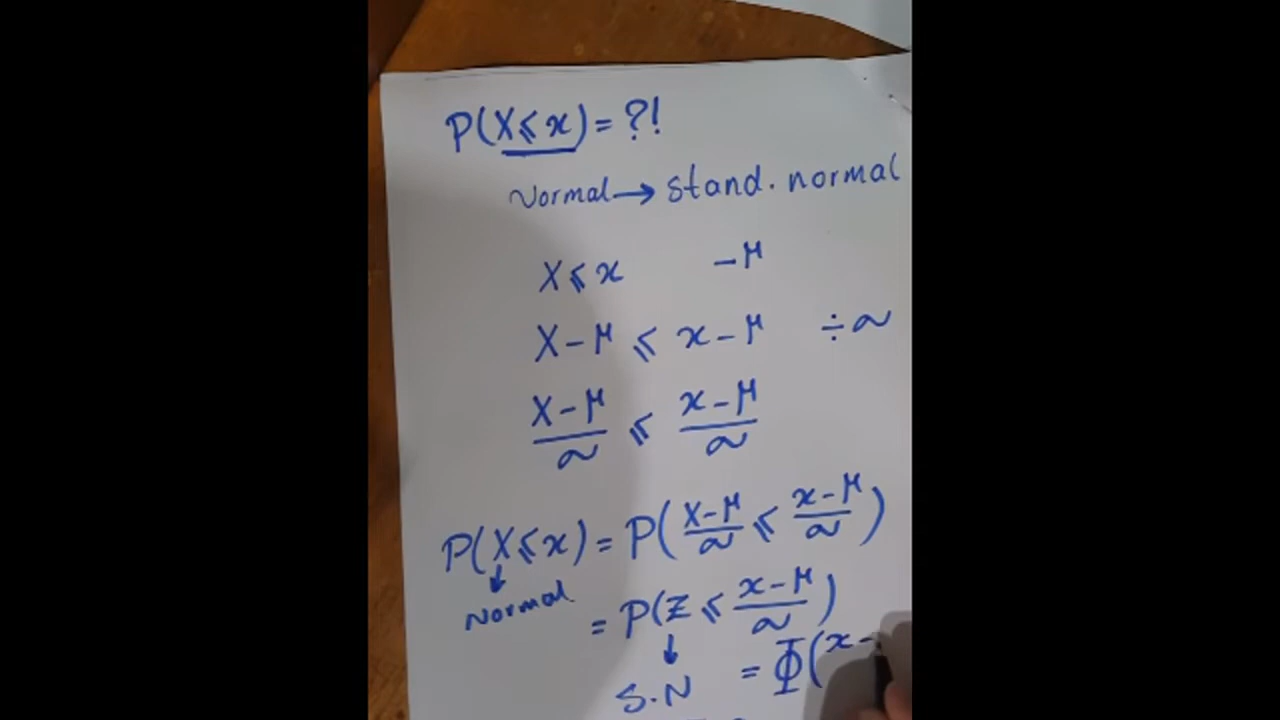 P(X≤x) = ?!
Normal → stand. normal
X≤x -μ
X-μ ≤ x-μ ÷σ
(X-μ)/σ ≤ (x-μ)/σ
P(X≤x) = P((X-μ)/σ ≤ (x-μ)/σ)
↓
Normal
= P(Z ≤ (x-μ)/σ)
↓
S.N = Φ(x-